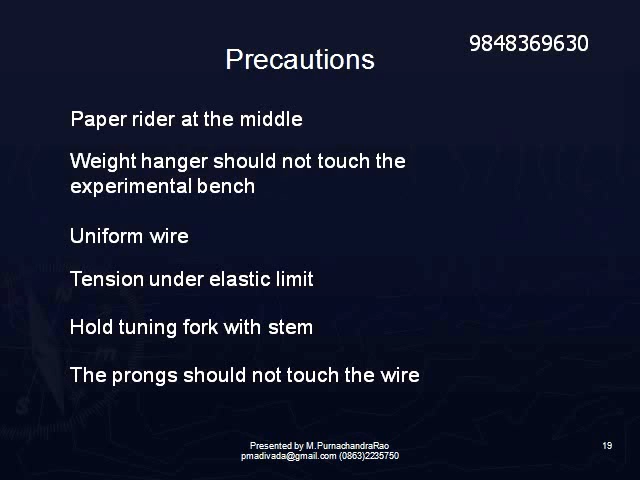 9848369630
Precautions
Paper rider at the middle
Weight hanger should not touch the
experimental bench
Uniform wire
Tension under elastic limit
Hold tuning fork with stem
The prongs should not touch the wire
Presented by M.PurnachandraRao
pmadivada@gmail.com (0863)2235750
19